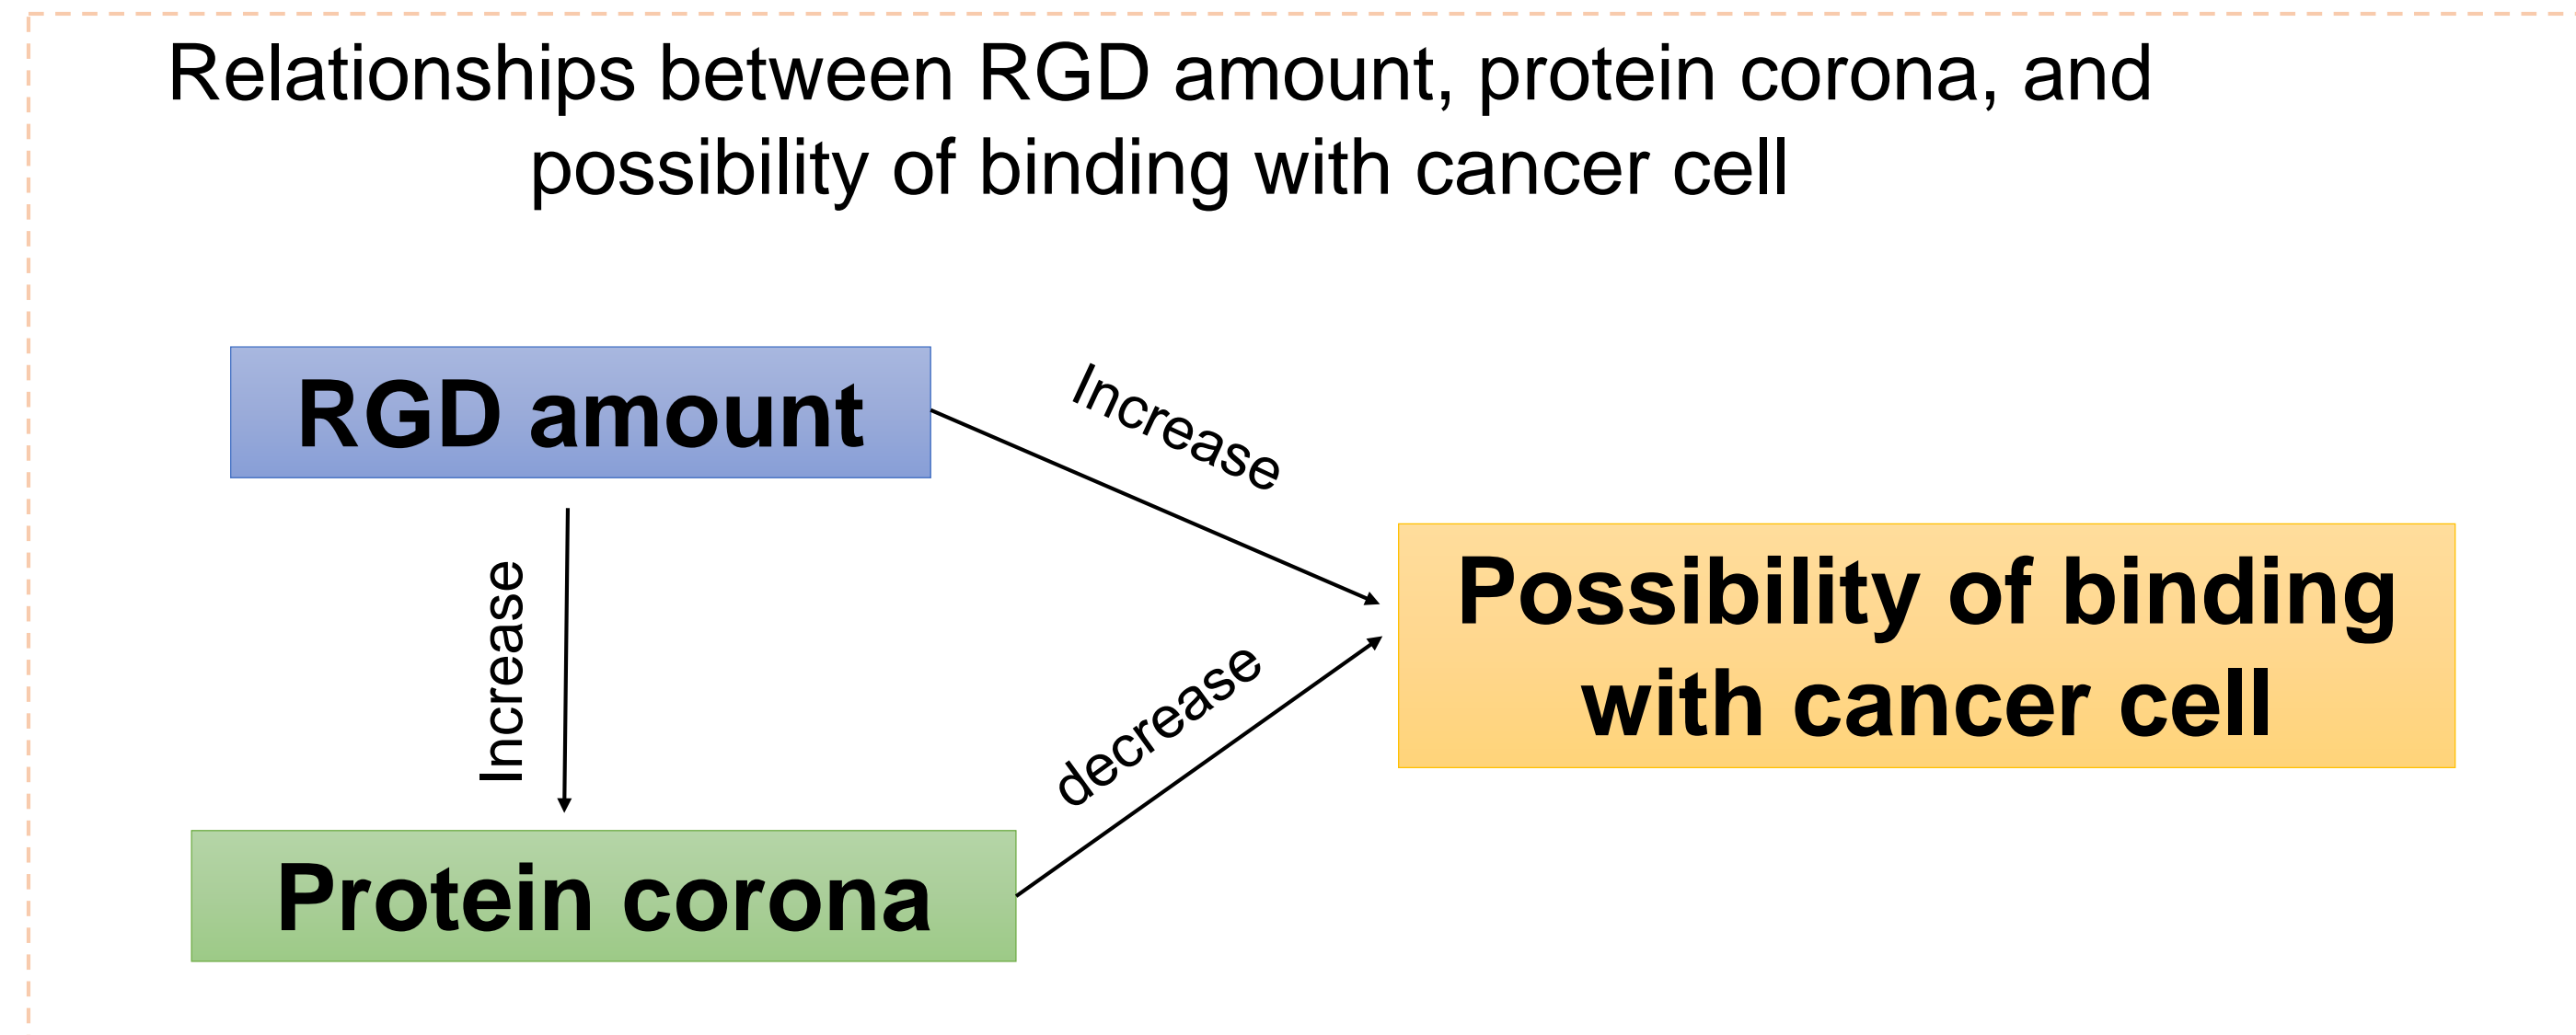 Relationships between RGD amount, protein corona, and
possibility of binding with cancer cell
RGD amount
Increase
Increase
Possibility of binding
with cancer cell
decrease
Protein corona